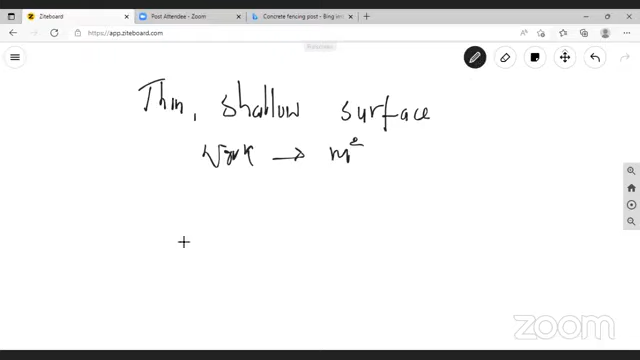 Ziteboard
Post Attendee - Zoom
Concrete fencing post - Bing
https://app.ziteboard.com
Thin, shallow surface
work → m²
zoom